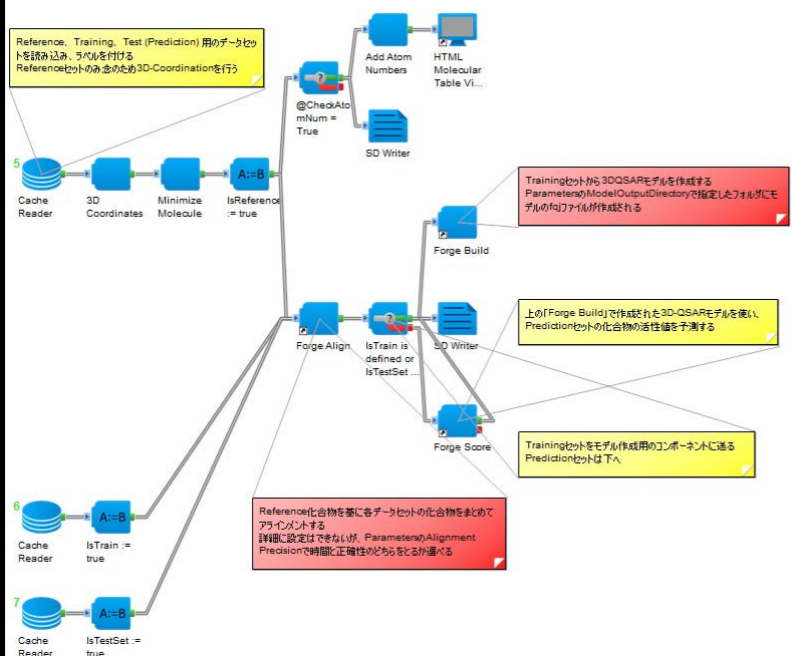 Reference, Training, Test (Prediction) 用のデータセッ
トを読み込み、ラベルを付ける
Referenceセットのみ念のため3D-Coordinationを行う
Add Atom
Numbers
HTML
Molecular
Table Vi...
@CheckAto
mNum =
True
SD Writer
5
Cache
Reader
3D
Coordinates
Minimize
Molecule
A:=B
IsReference
:= true
Trainingセットから3DQSARモデルを作成する
ParametersのModelOutputDirectoryで指定したフォルダにモ
デルのfqjファイルが作成される
Forge Build
上の「Forge Build」で作成された3D-QSARモデルを使い、
Predictionセットの化合物の活性値を予測する
Forge Align
IsTrain is
defined or
IsTestSet ...
SD Writer
Forge Score
Trainingセットをモデル作成用のコンポーネントに送る
Predictionセットは下へ
Reference化合物を基に各データセットの化合物をまとめて
アラインメントする
詳細に設定はできないが、ParametersのAlignment
Precisionで時間と正確性のどちらをとるか選べる
6
Cache
Reader
A:=B
IsTrain :=
true
7
Cache
Reader
A:=B
IsTestSet :=
true